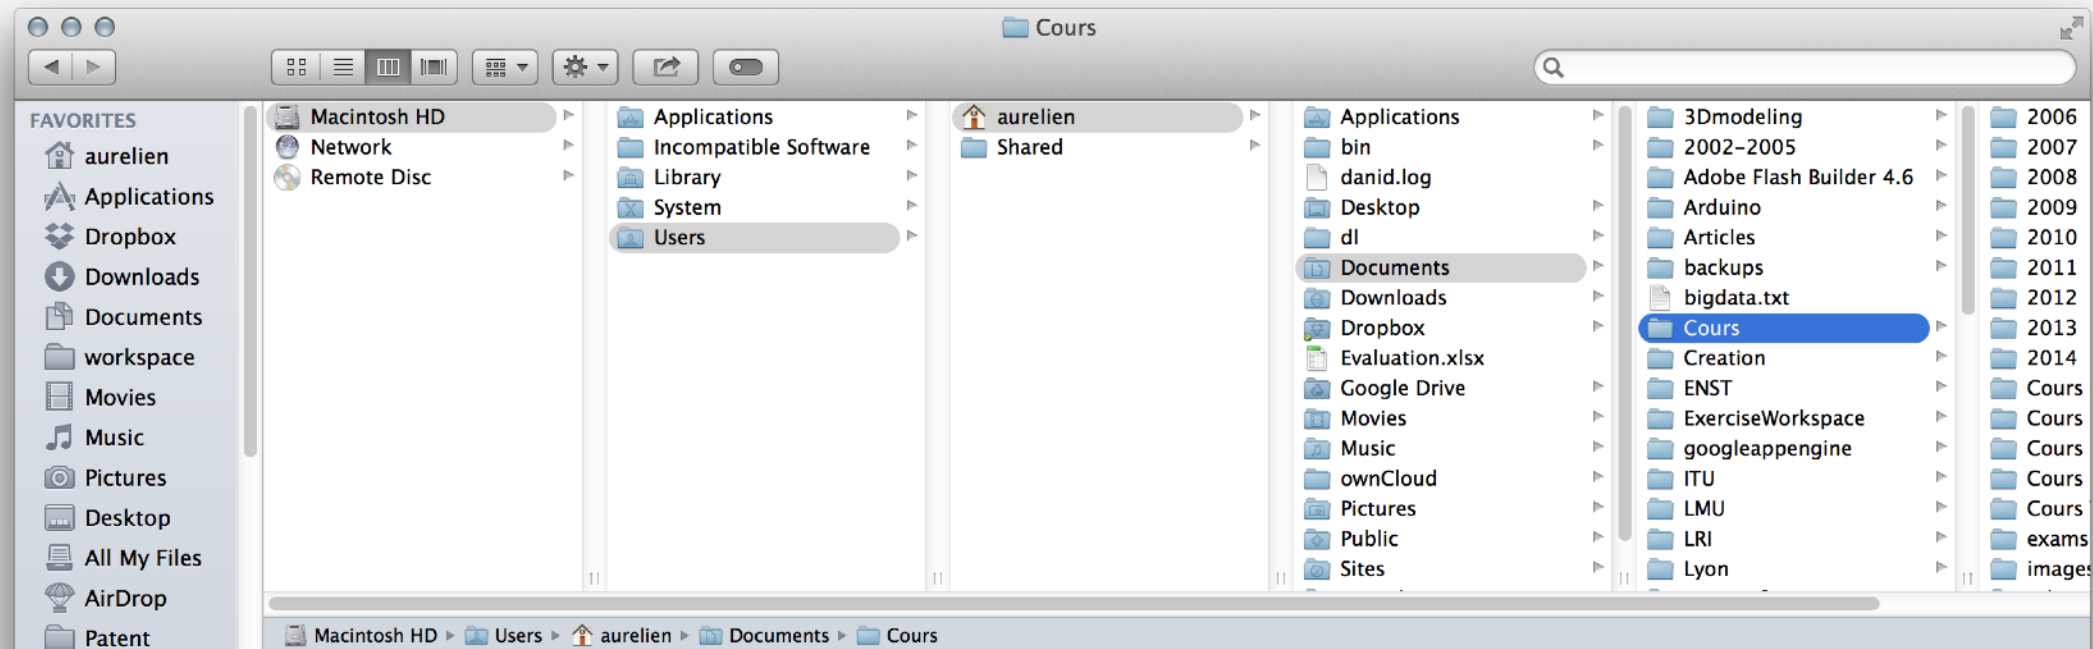 Cours
FAVORITES
aurelien
Applications
Dropbox
Downloads
Documents
workspace
Movies
Music
Pictures
Desktop
All My Files
AirDrop
Patent
Macintosh HD
Network
Remote Disc
Applications
Incompatible Software
Library
System
Users
aurelien
Shared
Applications
bin
danid.log
Desktop
dl
Documents
Downloads
Dropbox
Evaluation.xlsx
Google Drive
Movies
Music
ownCloud
Pictures
Public
Sites
3Dmodeling
2002-2005
Adobe Flash Builder 4.6
Arduino
Articles
backups
bigdata.txt
Cours
Creation
ENST
ExerciseWorkspace
googleappengine
ITU
LMU
LRI
Lyon
2006
2007
2008
2009
2010
2011
2012
2013
2014
Cours
Cours
Cours
Cours
Cours
exams
images
Macintosh HD ▸ Users ▸ aurelien ▸ Documents ▸ Cours